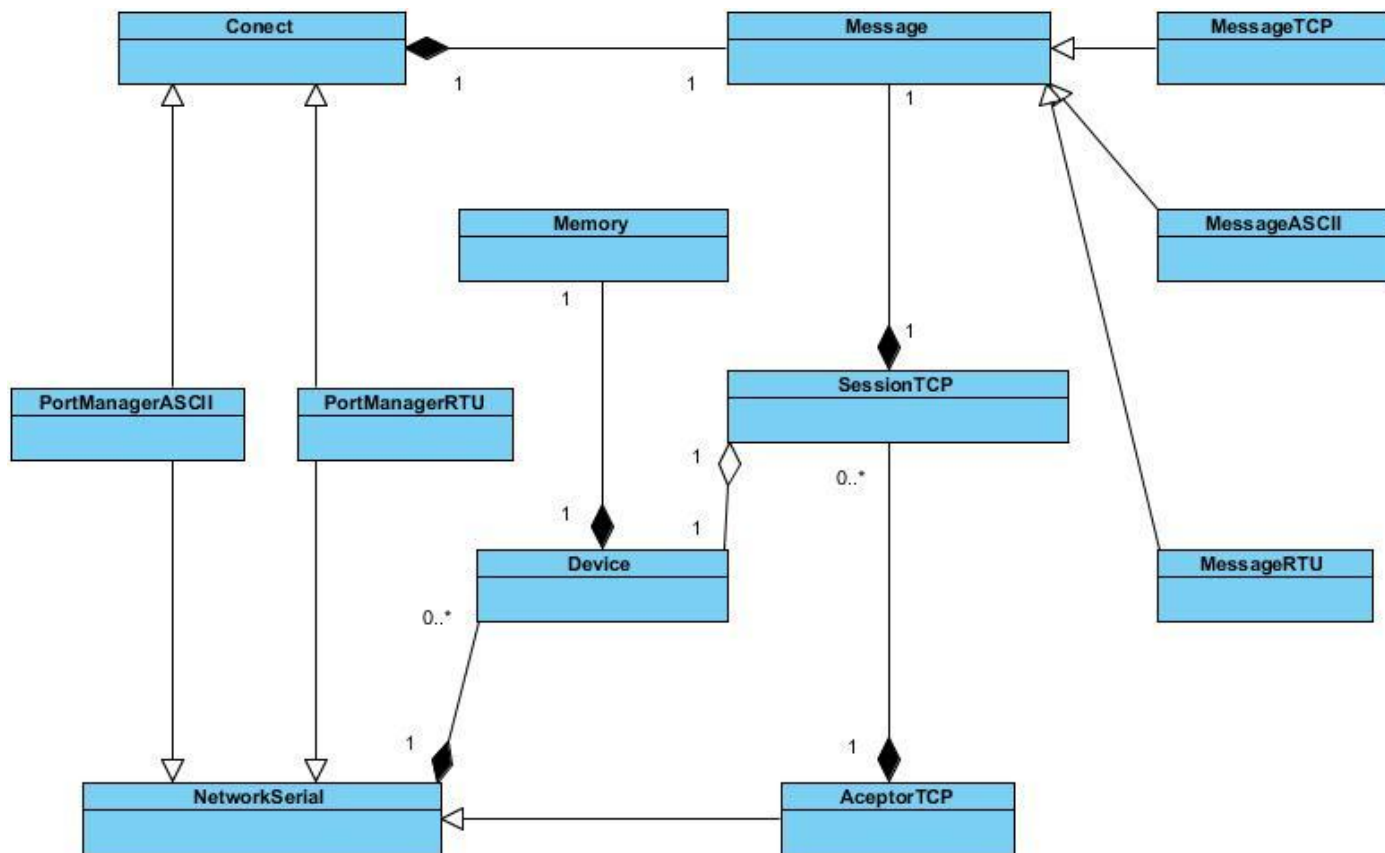 Conect
Message
MessageTCP
1
1
1
Memory
MessageASCII
1
1
PortManagerASCII
PortManagerRTU
SessionTCP
1
0..*
1
1
Device
MessageRTU
0..*
1
1
NetworkSerial
AceptorTCP